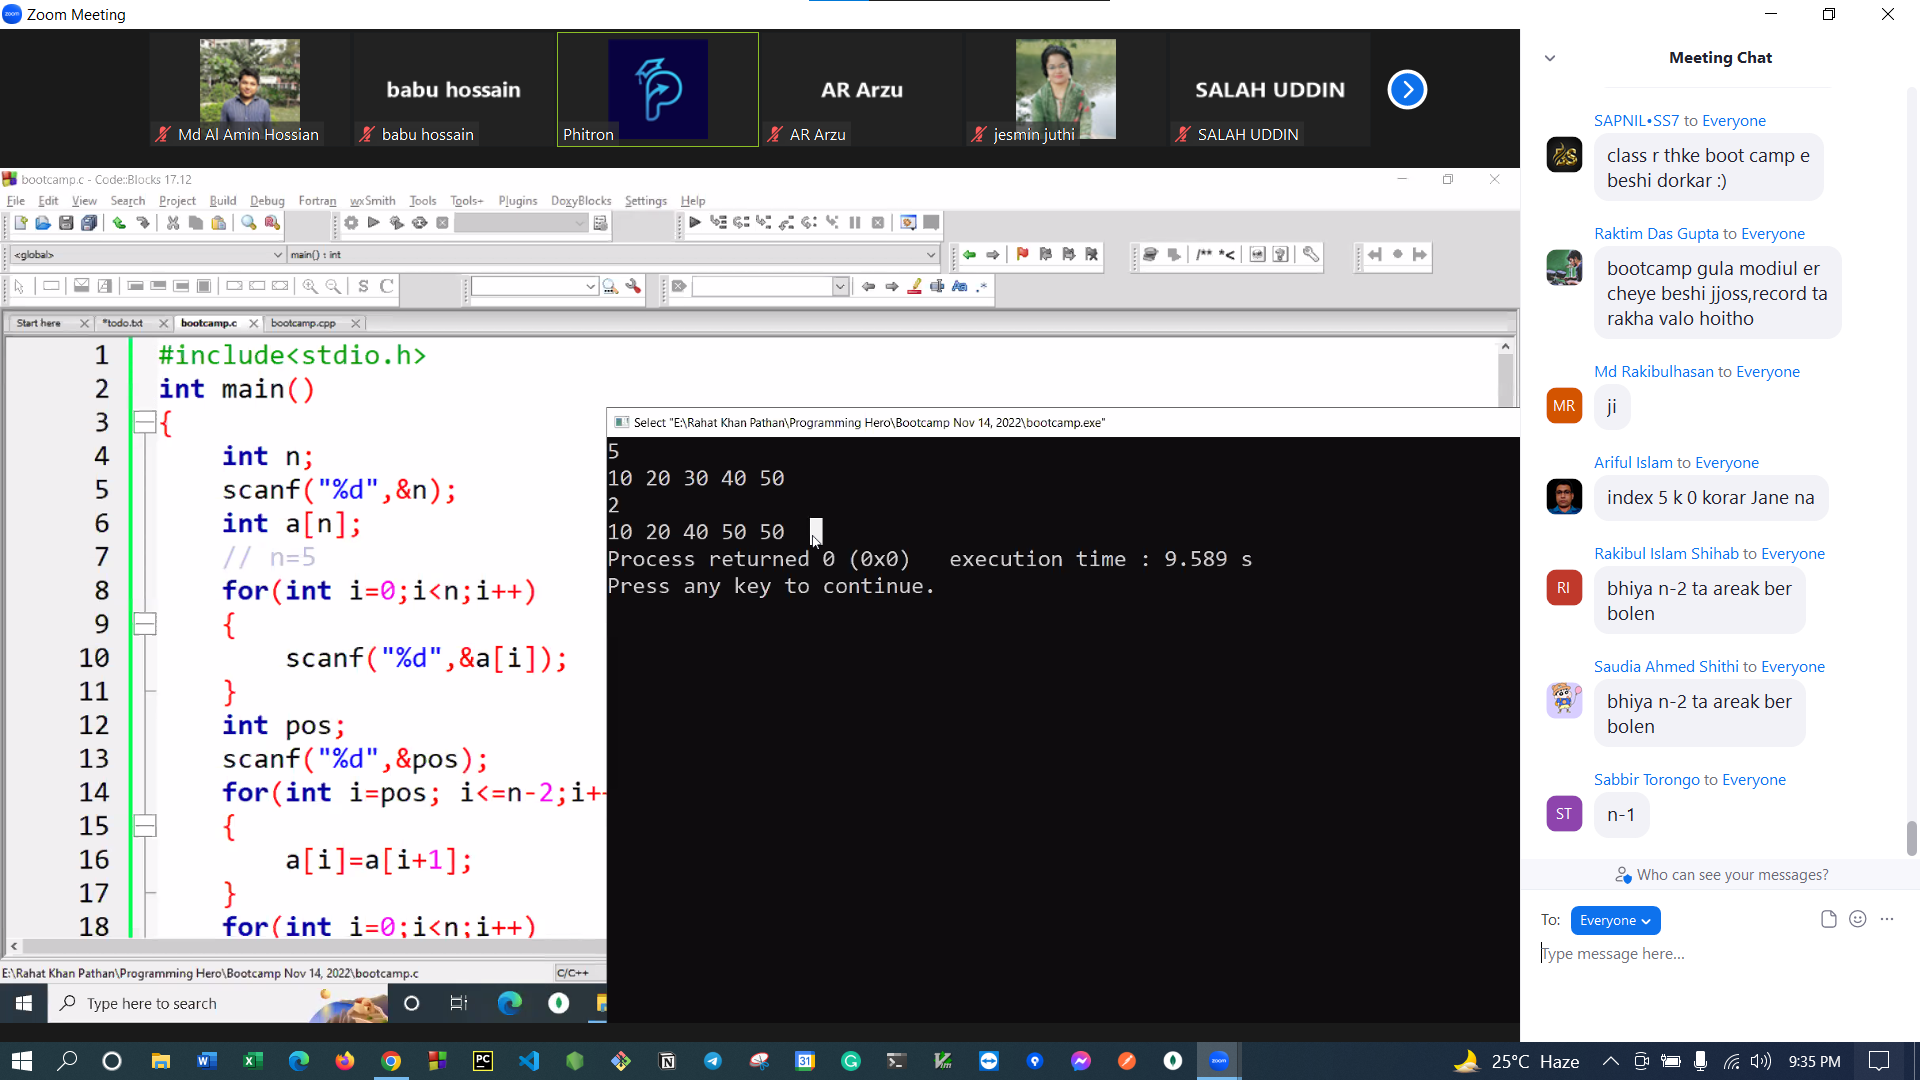 Zoom Meeting
babu hossain
AR Arzu
SALAH UDDIN
Md Al Amin Hossian
babu hossain
Phitron
AR Arzu
jesmin juthi
SALAH UDDIN
bootcamp.c - Code::Blocks 17.12
File Edit View Search Project Build Debug Fortran wxSmith Tools Tools+ Plugins DoxyBlocks Settings Help
<global>
main() : int
/** *<
S C
Aa .*
Start here
*todo.txt
bootcamp.c
bootcamp.cpp
1 #include<stdio.h>
2 int main()
3 {
4 int n;
5 scanf("%d",&n);
6 int a[n];
7 // n=5
8 for(int i=0;i<n;i++)
9 {
10 scanf("%d",&a[i]);
11 }
12 int pos;
13 scanf("%d",&pos);
14 for(int i=pos; i<=n-2;i+
15 {
16 a[i]=a[i+1];
17 }
18 for(int i=0;i<n;i++)
Select "E:\Rahat Khan Pathan\Programming Hero\Bootcamp Nov 14, 2022\bootcamp.exe"
5
10 20 30 40 50
2
10 20 40 50 50
Process returned 0 (0x0) execution time : 9.589 s
Press any key to continue.
E:\Rahat Khan Pathan\Programming Hero\Bootcamp Nov 14, 2022\bootcamp.c
C/C++
Type here to search
Meeting Chat
SAPNIL•SS7 to Everyone
class r thke boot camp e
beshi dorkar :)
Raktim Das Gupta to Everyone
bootcamp gula modiul er
cheye beshi jjoss,record ta
rakha valo hoitho
Md Rakibulhasan to Everyone
MR
ji
Ariful Islam to Everyone
index 5 k 0 korar Jane na
Rakibul Islam Shihab to Everyone
RI
bhiya n-2 ta areak ber
bolen
Saudia Ahmed Shithi to Everyone
bhiya n-2 ta areak ber
bolen
Sabbir Torongo to Everyone
ST
n-1
Who can see your messages?
To: Everyone
Type message here...
25°C Haze
9:35 PM